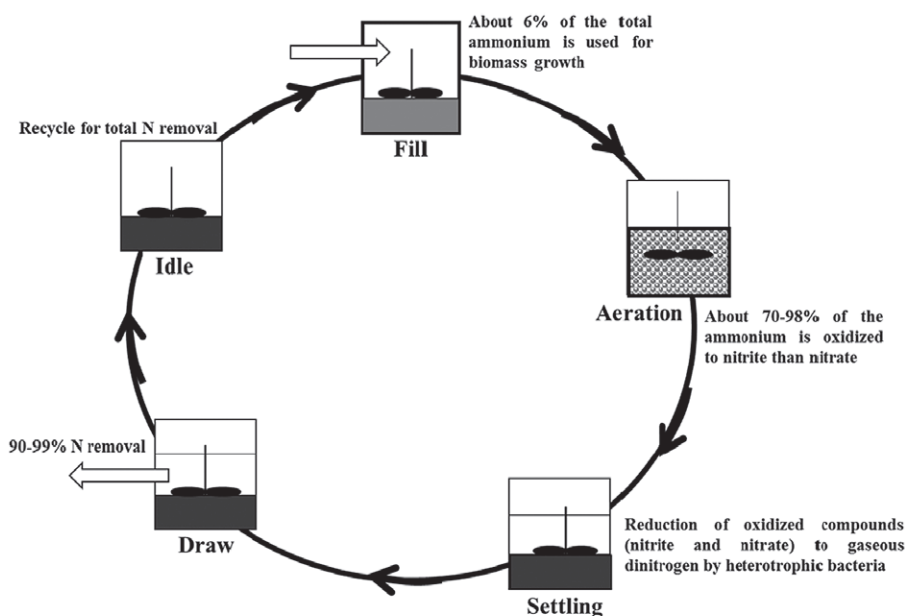 About 6% of the total
ammonium is used for
biomass growth
Fill
Recycle for total N removal
Idle
Aeration
About 70-98% of the
ammonium is oxidized
to nitrite than nitrate
90-99% N removal
Draw
Settling
Reduction of oxidized compounds
(nitrite and nitrate) to gaseous
dinitrogen by heterotrophic bacteria